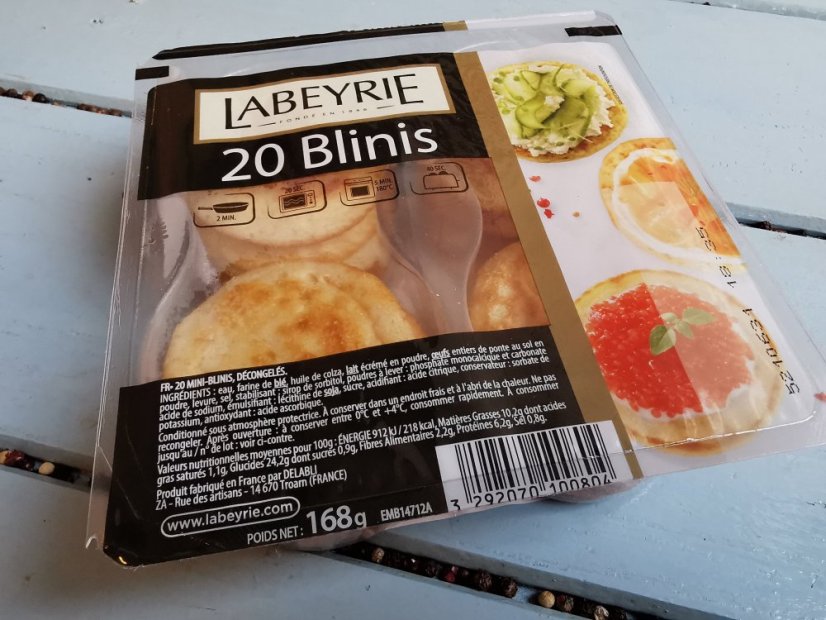 LABEYRIE
FONDÉ EN 1946
20 Blinis
2 MIN.
20 SEC.
5 MIN.
180°C
40 SEC.
FR- 20 MINI-BLINIS, DÉCONGELÉS.
INGRÉDIENTS : eau, farine de blé, huile de colza, lait écrémé en poudre, œufs entiers de ponte au sol en
poudre, levure, sel, stabilisant : sirop de sorbitol, poudres à lever : phosphate monocalcique et carbonate
acide de sodium, émulsifiant : lécithine de soja, sucre, acidifiant : acide citrique, conservateur : sorbate de
potassium, antioxydant : acide ascorbique.
Conditionné sous atmosphère protectrice. À conserver dans un endroit frais et à l'abri de la chaleur. Ne pas
recongeler. Après ouverture : à conserver entre 0°C et +4°C, consommer rapidement. À consommer
jusqu'au / n° de lot : voir ci-contre.
Valeurs nutritionnelles moyennes pour 100g : ÉNERGIE 912 kJ / 218 kcal, Matières Grasses 10,2g dont acides
gras saturés 1,1g, Glucides 24,2g dont sucres 0,9g, Fibres Alimentaires 2,2g, Protéines 6,2g, Sel 0,8g.
Produit fabriqué en France par DELABLI
ZA - Rue des artisans - 14 670 Troarn (FRANCE)
www.labeyrie.com
POIDS NET : 168g EMB14712A
3 292070 100804
5210634 18:35